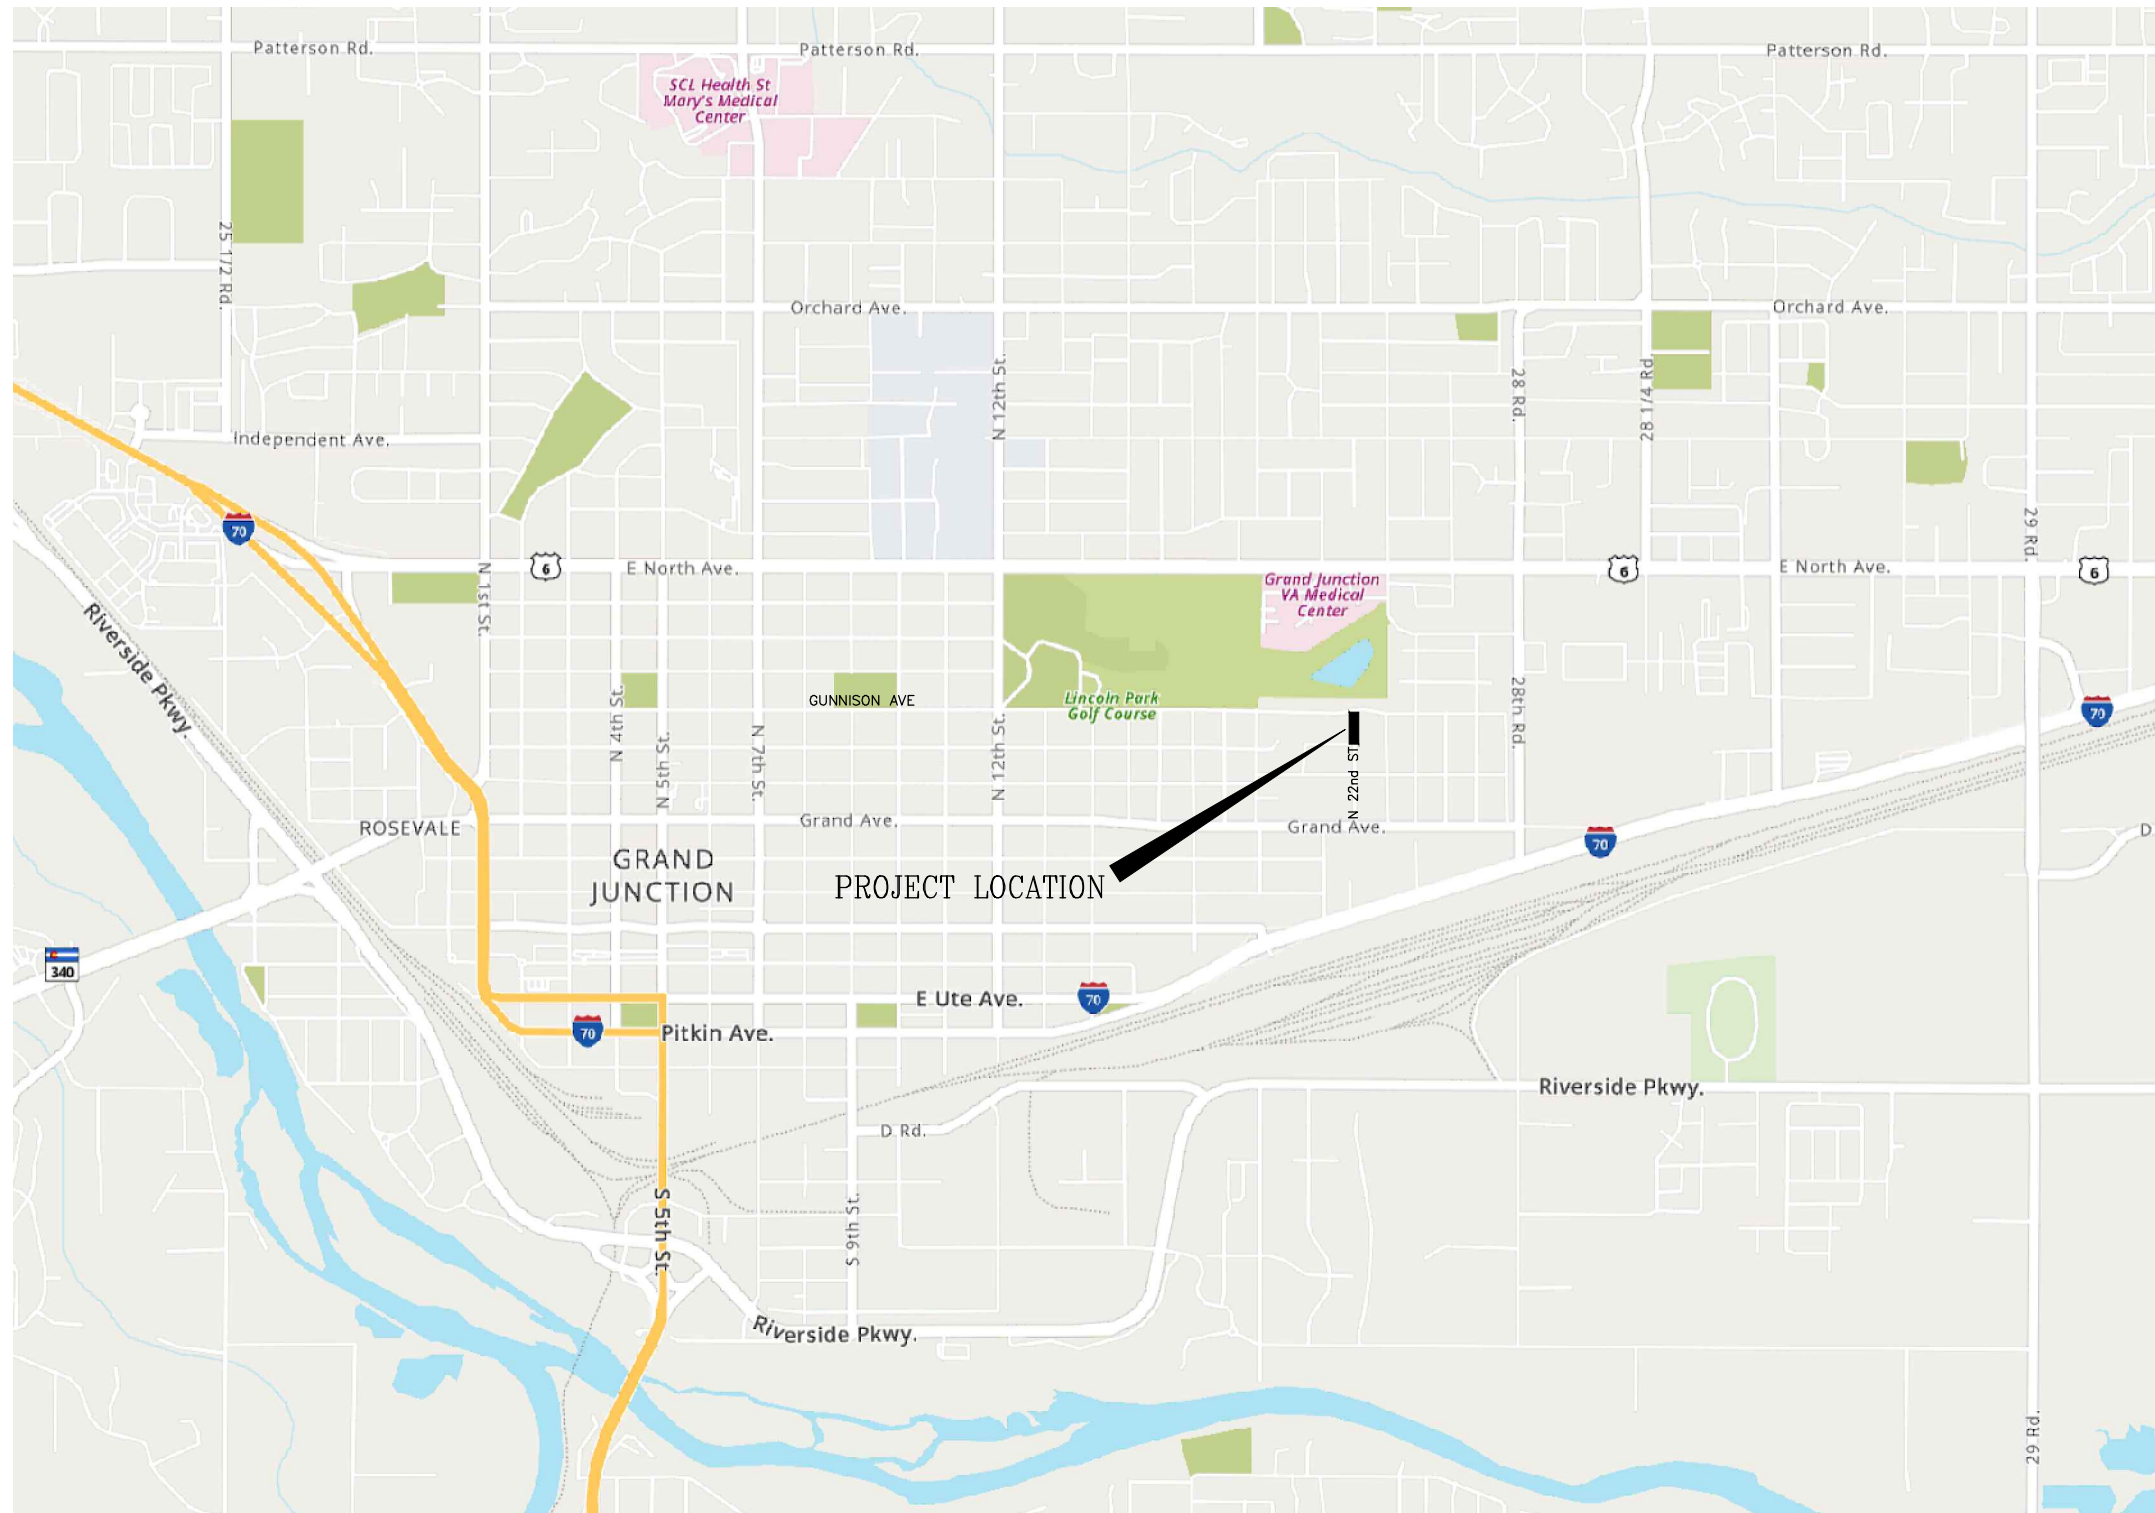 Patterson Rd.
Patterson Rd.
Patterson Rd.
SCL Health St
Mary's Medical
Center
25 1/2 Rd.
Orchard Ave.
Orchard Ave.
N 12th St.
28 Rd.
28 1/4 Rd.
Independent Ave.
70
29 Rd.
N 1st St.
6
E North Ave.
6
E North Ave.
6
Grand Junction
VA Medical
Center
Riverside Pkwy.
N 4th St.
GUNNISON AVE
Lincoln Park
Golf Course
28th Rd.
70
N 5th St.
N 7th St.
N 12th St.
N 22nd ST
ROSEVALE
Grand Ave.
Grand Ave.
70
D
GRAND
JUNCTION
PROJECT LOCATION
340
E Ute Ave.
70
70
Pitkin Ave.
Riverside Pkwy.
D Rd.
S 5th St.
S 9th St.
Riverside Pkwy.
29 Rd.